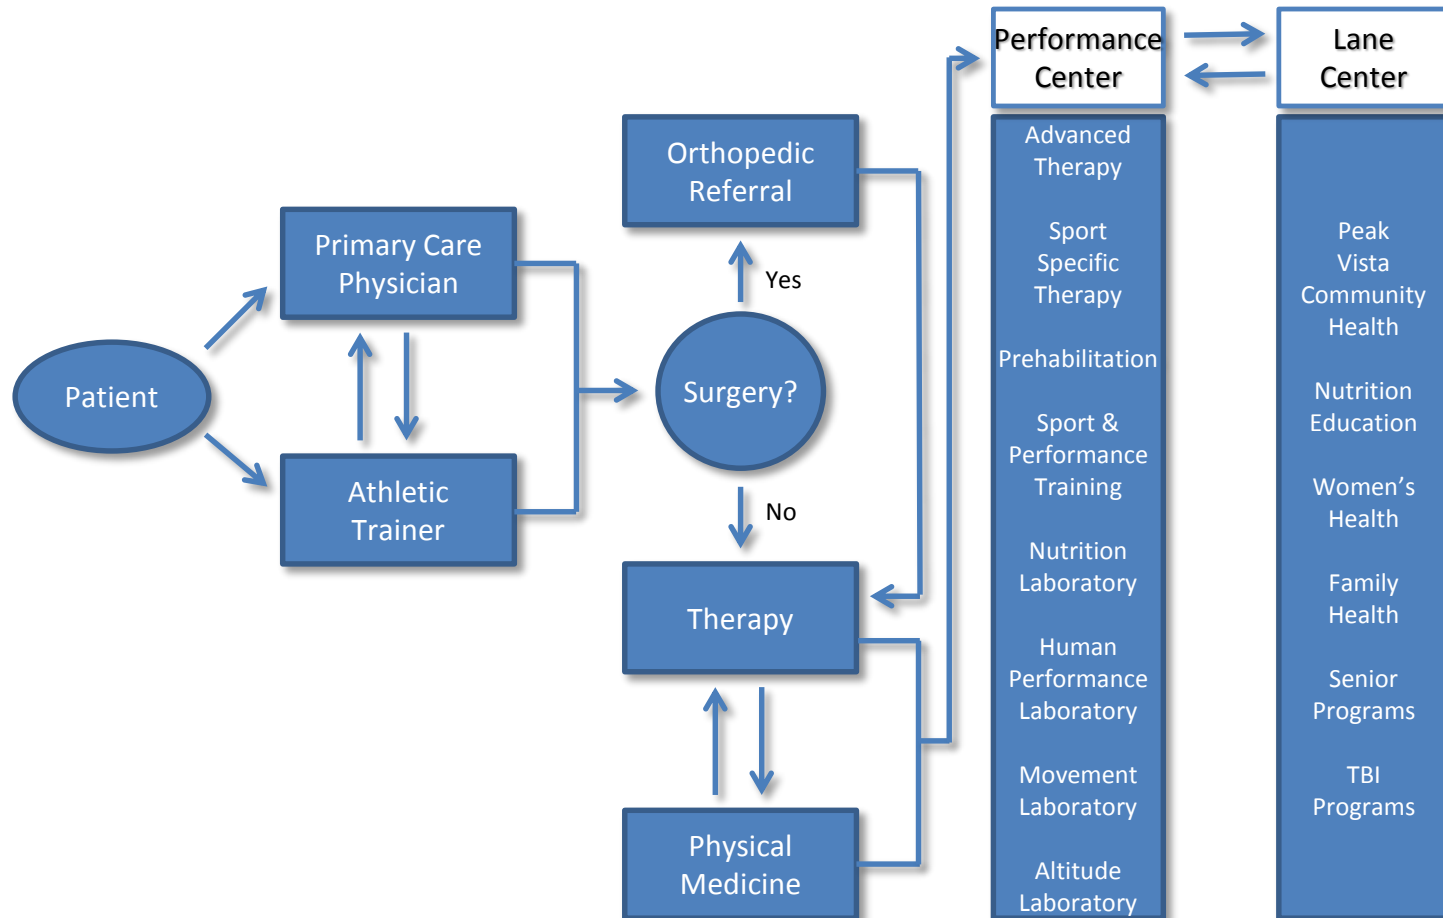 Patient
Primary Care
Physician
Athletic
Trainer
Orthopedic
Referral
Yes
Surgery?
No
Therapy
Physical
Medicine
Performance
Center
Advanced
Therapy
Sport
Specific
Therapy
Prehabilitation
Sport &
Performance
Training
Nutrition
Laboratory
Human
Performance
Laboratory
Movement
Laboratory
Altitude
Laboratory
Lane
Center
Peak
Vista
Community
Health
Nutrition
Education
Women’s
Health
Family
Health
Senior
Programs
TBI
Programs